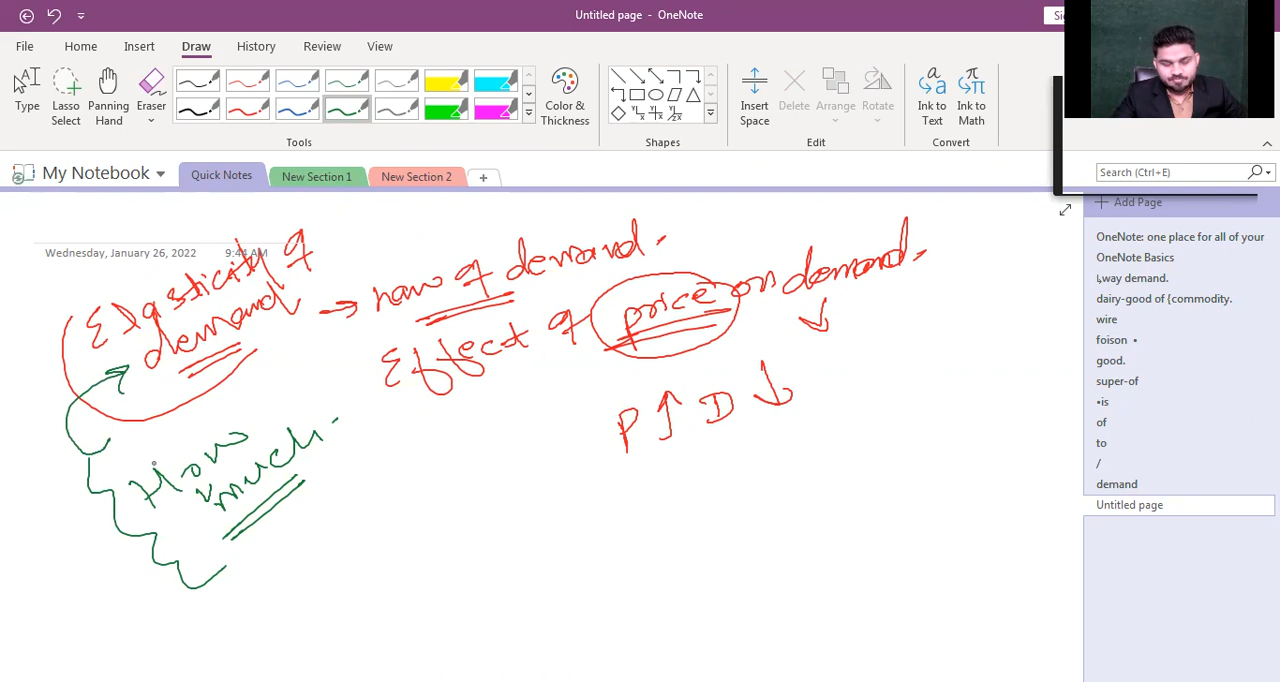 Untitled page - OneNote
File Home Insert Draw History Review View
Type Lasso Select Panning Hand Eraser Color & Thickness Insert Space Delete Arrange Rotate Ink to Text Ink to Math
Tools Shapes Edit Convert
My Notebook Quick Notes New Section 1 New Section 2 +
Search (Ctrl+E)
Add Page
Wednesday, January 26, 2022 9:44 AM
Elasticity of
demand → of demand.
Effect of price on demand.
P ↑ D ↓
How
much.
OneNote: one place for all of your
OneNote Basics
way demand.
dairy-good of {commodity.
wire
foison •
good.
super-of
•is
of
to
/
demand
Untitled page